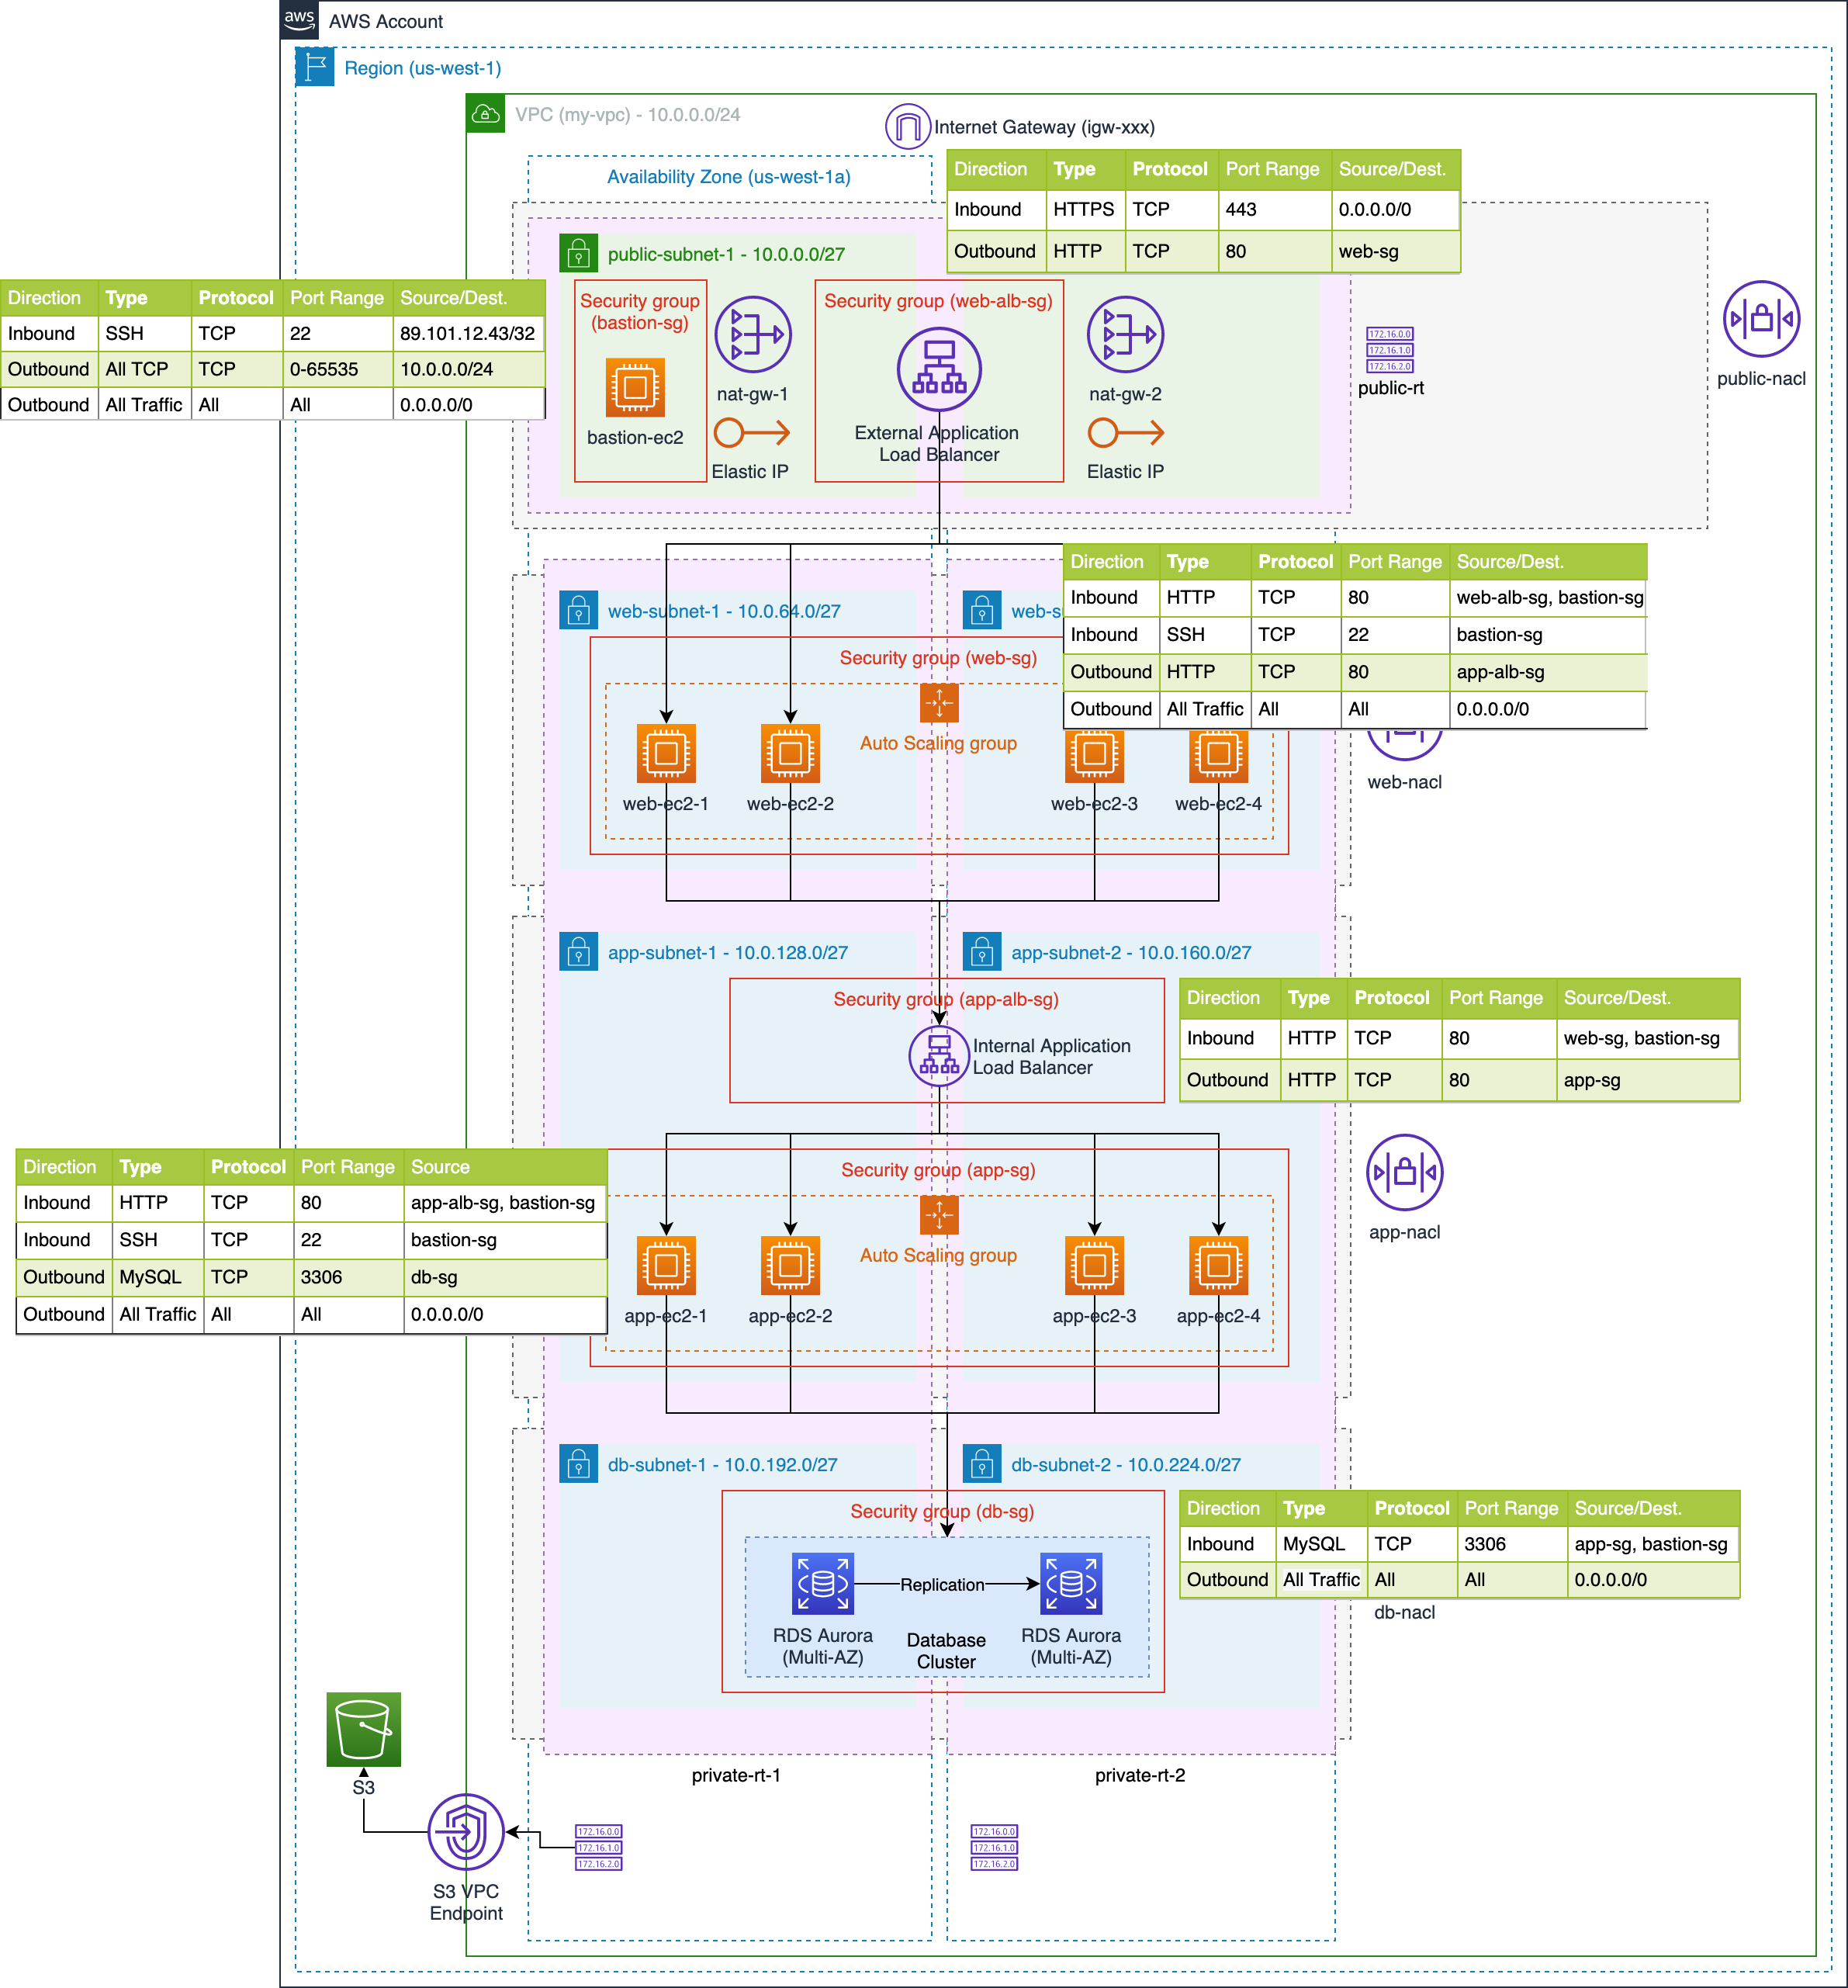 aws
AWS Account
Region (us-west-1)
VPC (my-vpc) - 10.0.0.0/24
Internet Gateway (igw-xxx)
Availability Zone (us-west-1a)
Direction Type Protocol Port Range Source/Dest.
Inbound HTTPS TCP 443 0.0.0.0/0
Outbound HTTP TCP 80 web-sg
public-subnet-1 - 10.0.0.0/27
Direction Type Protocol Port Range Source/Dest.
Inbound SSH TCP 22 89.101.12.43/32
Outbound All TCP TCP 0-65535 10.0.0.0/24
Outbound All Traffic All All 0.0.0.0/0
Security group
(bastion-sg)
bastion-ec2
nat-gw-1
Elastic IP
Security group (web-alb-sg)
External Application
Load Balancer
nat-gw-2
Elastic IP
172.16.0.0
172.16.1.0
172.16.2.0
public-rt
public-nacl
web-subnet-1 - 10.0.64.0/27
web-s
Direction Type Protocol Port Range Source/Dest.
Inbound HTTP TCP 80 web-alb-sg, bastion-sg
Inbound SSH TCP 22 bastion-sg
Outbound HTTP TCP 80 app-alb-sg
Outbound All Traffic All All 0.0.0.0/0
Security group (web-sg)
Auto Scaling group
web-ec2-1
web-ec2-2
web-ec2-3
web-ec2-4
web-nacl
app-subnet-1 - 10.0.128.0/27
app-subnet-2 - 10.0.160.0/27
Security group (app-alb-sg)
Internal Application
Load Balancer
Direction Type Protocol Port Range Source/Dest.
Inbound HTTP TCP 80 web-sg, bastion-sg
Outbound HTTP TCP 80 app-sg
Direction Type Protocol Port Range Source
Inbound HTTP TCP 80 app-alb-sg, bastion-sg
Inbound SSH TCP 22 bastion-sg
Outbound MySQL TCP 3306 db-sg
Outbound All Traffic All All 0.0.0.0/0
Security group (app-sg)
Auto Scaling group
app-ec2-1
app-ec2-2
app-ec2-3
app-ec2-4
app-nacl
db-subnet-1 - 10.0.192.0/27
db-subnet-2 - 10.0.224.0/27
Security group (db-sg)
Replication
RDS Aurora
(Multi-AZ)
Database
Cluster
RDS Aurora
(Multi-AZ)
Direction Type Protocol Port Range Source/Dest.
Inbound MySQL TCP 3306 app-sg, bastion-sg
Outbound All Traffic All All 0.0.0.0/0
db-nacl
private-rt-1
private-rt-2
S3
S3 VPC
Endpoint
172.16.0.0
172.16.1.0
172.16.2.0
172.16.0.0
172.16.1.0
172.16.2.0